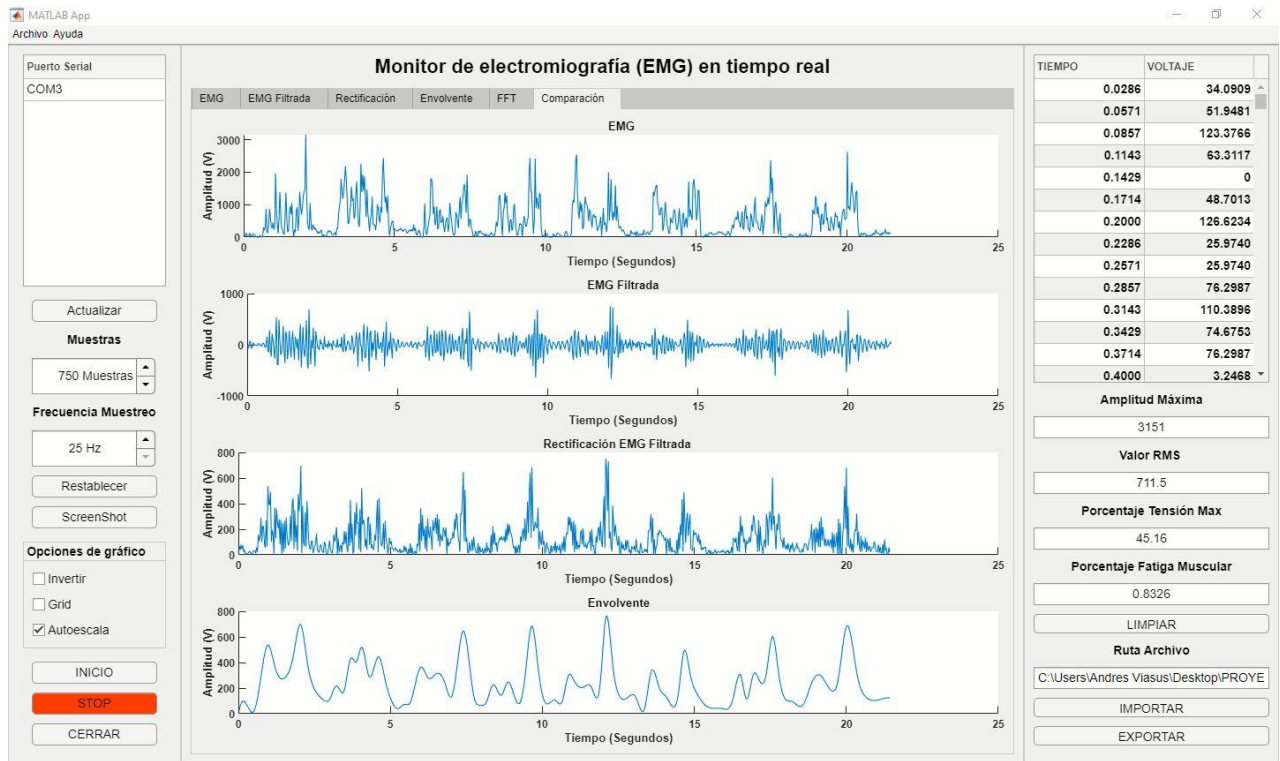 MATLAB App
Archivo Ayuda
Puerto Serial
COM3
Actualizar
Muestras
750 Muestras
Frecuencia Muestreo
25 Hz
Restablecer
ScreenShot
Opciones de gráfico
Invertir
Grid
Autoescala
INICIO
STOP
CERRAR
Monitor de electromiografía (EMG) en tiempo real
EMG EMG Filtrada Rectificación Envolvente FFT Comparación
EMG
Amplitud (V)
3000
2000
1000
0
0 5 10 15 20 25
Tiempo (Segundos)
EMG Filtrada
Amplitud (V)
1000
0
-1000
0 5 10 15 20 25
Tiempo (Segundos)
Rectificación EMG Filtrada
Amplitud (V)
800
600
400
200
0
0 5 10 15 20 25
Tiempo (Segundos)
Envolvente
Amplitud (V)
800
600
400
200
0
0 5 10 15 20 25
Tiempo (Segundos)
TIEMPO VOLTAJE
0.0286 34.0909
0.0571 51.9481
0.0857 123.3766
0.1143 63.3117
0.1429 0
0.1714 48.7013
0.2000 126.6234
0.2286 25.9740
0.2571 25.9740
0.2857 76.2987
0.3143 110.3896
0.3429 74.6753
0.3714 76.2987
0.4000 3.2468
Amplitud Máxima
3151
Valor RMS
711.5
Porcentaje Tensión Max
45.16
Porcentaje Fatiga Muscular
0.8326
LIMPIAR
Ruta Archivo
C:\Users\Andres Viasus\Desktop\PROYE
IMPORTAR
EXPORTAR